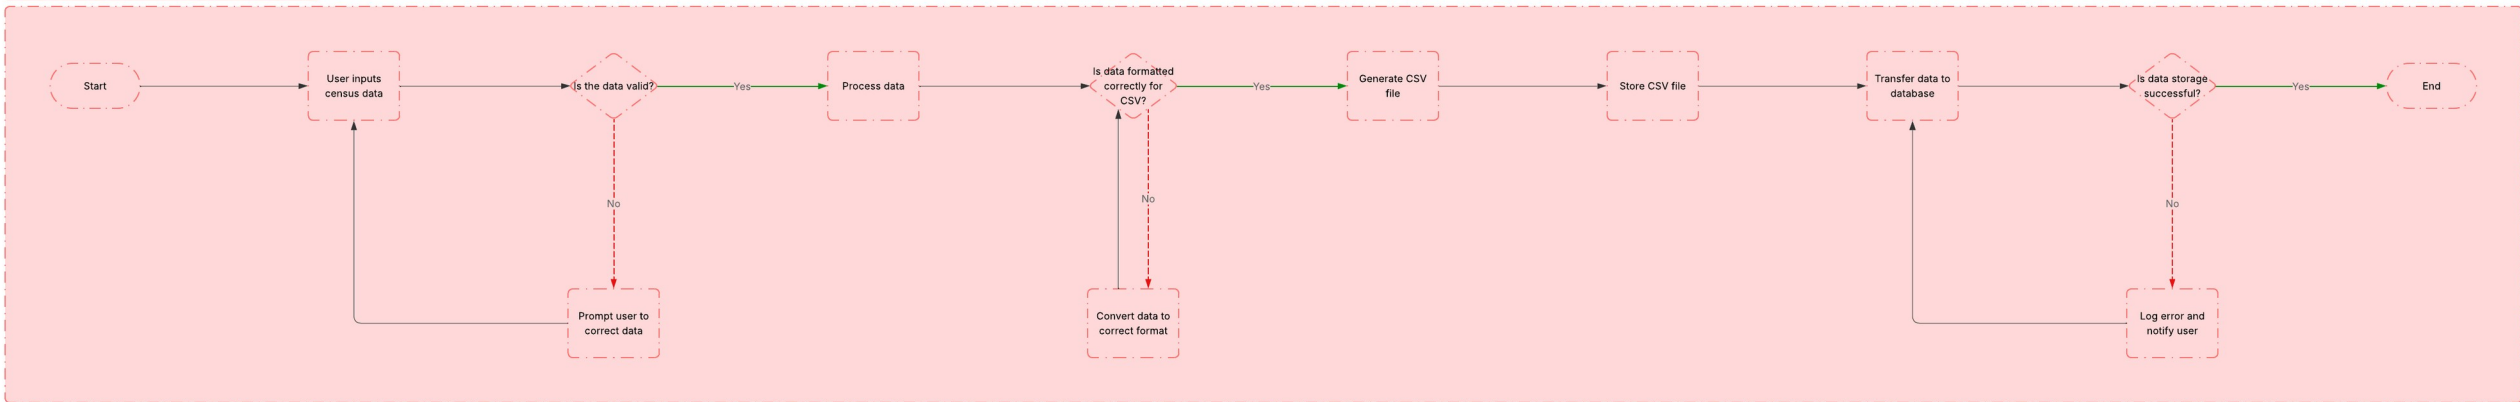 Start
User inputs
census data
Is the data valid?
Yes
Process data
Is data formatted
correctly for
CSV?
Yes
Generate CSV
file
Store CSV file
Transfer data to
database
Is data storage
successful?
Yes
End
No
No
No
Prompt user to
correct data
Convert data to
correct format
Log error and
notify user